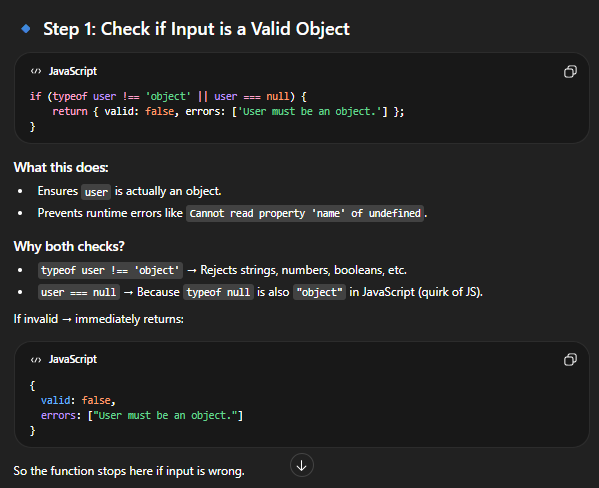 Step 1: Check if Input is a Valid Object
JavaScript
if (typeof user !== 'object' || user === null) {
    return { valid: false, errors: ['User must be an object.'] };
}
What this does:
• Ensures user is actually an object.
• Prevents runtime errors like Cannot read property 'name' of undefined.
Why both checks?
• typeof user !== 'object' → Rejects strings, numbers, booleans, etc.
• user === null → Because typeof null is also "object" in JavaScript (quirk of JS).
If invalid → immediately returns:
JavaScript
{
  valid: false,
  errors: ["User must be an object."]
}
So the function stops here if input is wrong.